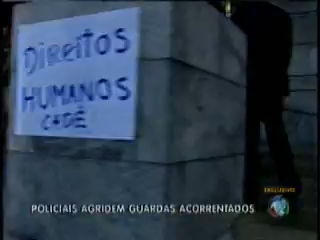 DIREITOS
HUMANOS
CADÊ
EXCLUSIVO
POLICIAIS AGRIDEM GUARDAS ACORRENTADOS